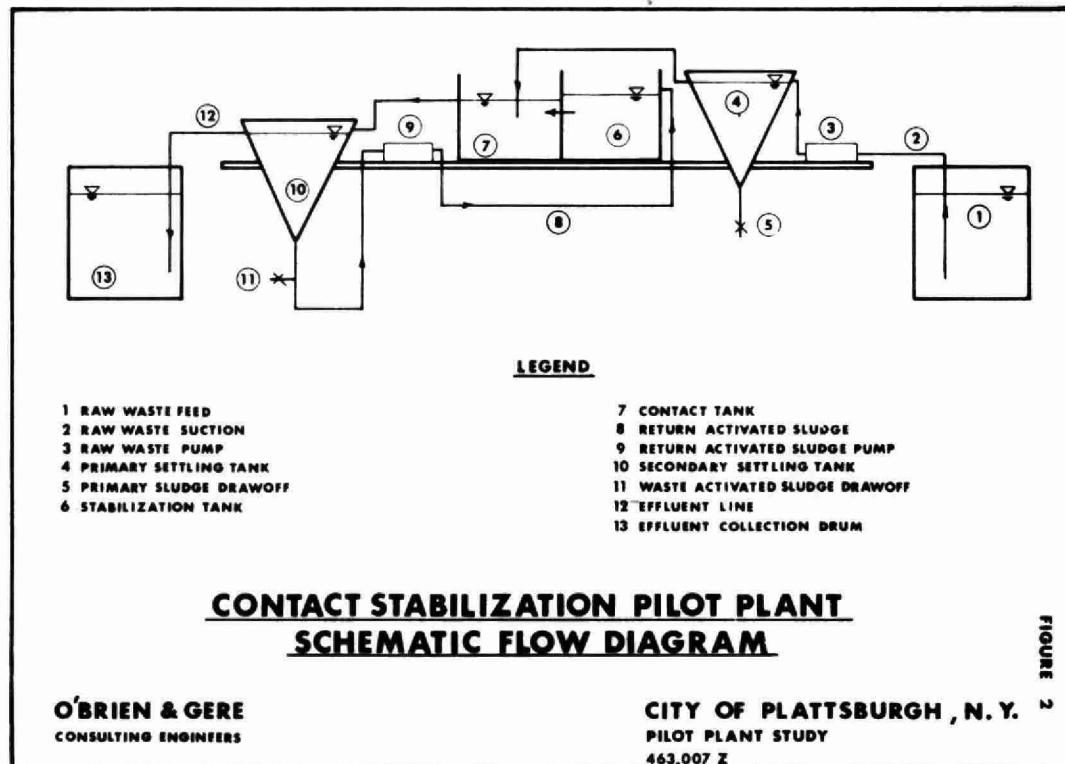 12
9
7
6
4
3
2
10
8
5
1
13
11
LEGEND
1 RAW WASTE FEED
2 RAW WASTE SUCTION
3 RAW WASTE PUMP
4 PRIMARY SETTLING TANK
5 PRIMARY SLUDGE DRAWOFF
6 STABILIZATION TANK
7 CONTACT TANK
8 RETURN ACTIVATED SLUDGE
9 RETURN ACTIVATED SLUDGE PUMP
10 SECONDARY SETTLING TANK
11 WASTE ACTIVATED SLUDGE DRAWOFF
12 EFFLUENT LINE
13 EFFLUENT COLLECTION DRUM
CONTACT STABILIZATION PILOT PLANT
SCHEMATIC FLOW DIAGRAM
FIGURE 2
O'BRIEN & GERE
CONSULTING ENGINEERS
CITY OF PLATTSBURGH, N.Y.
PILOT PLANT STUDY
463.007 Z